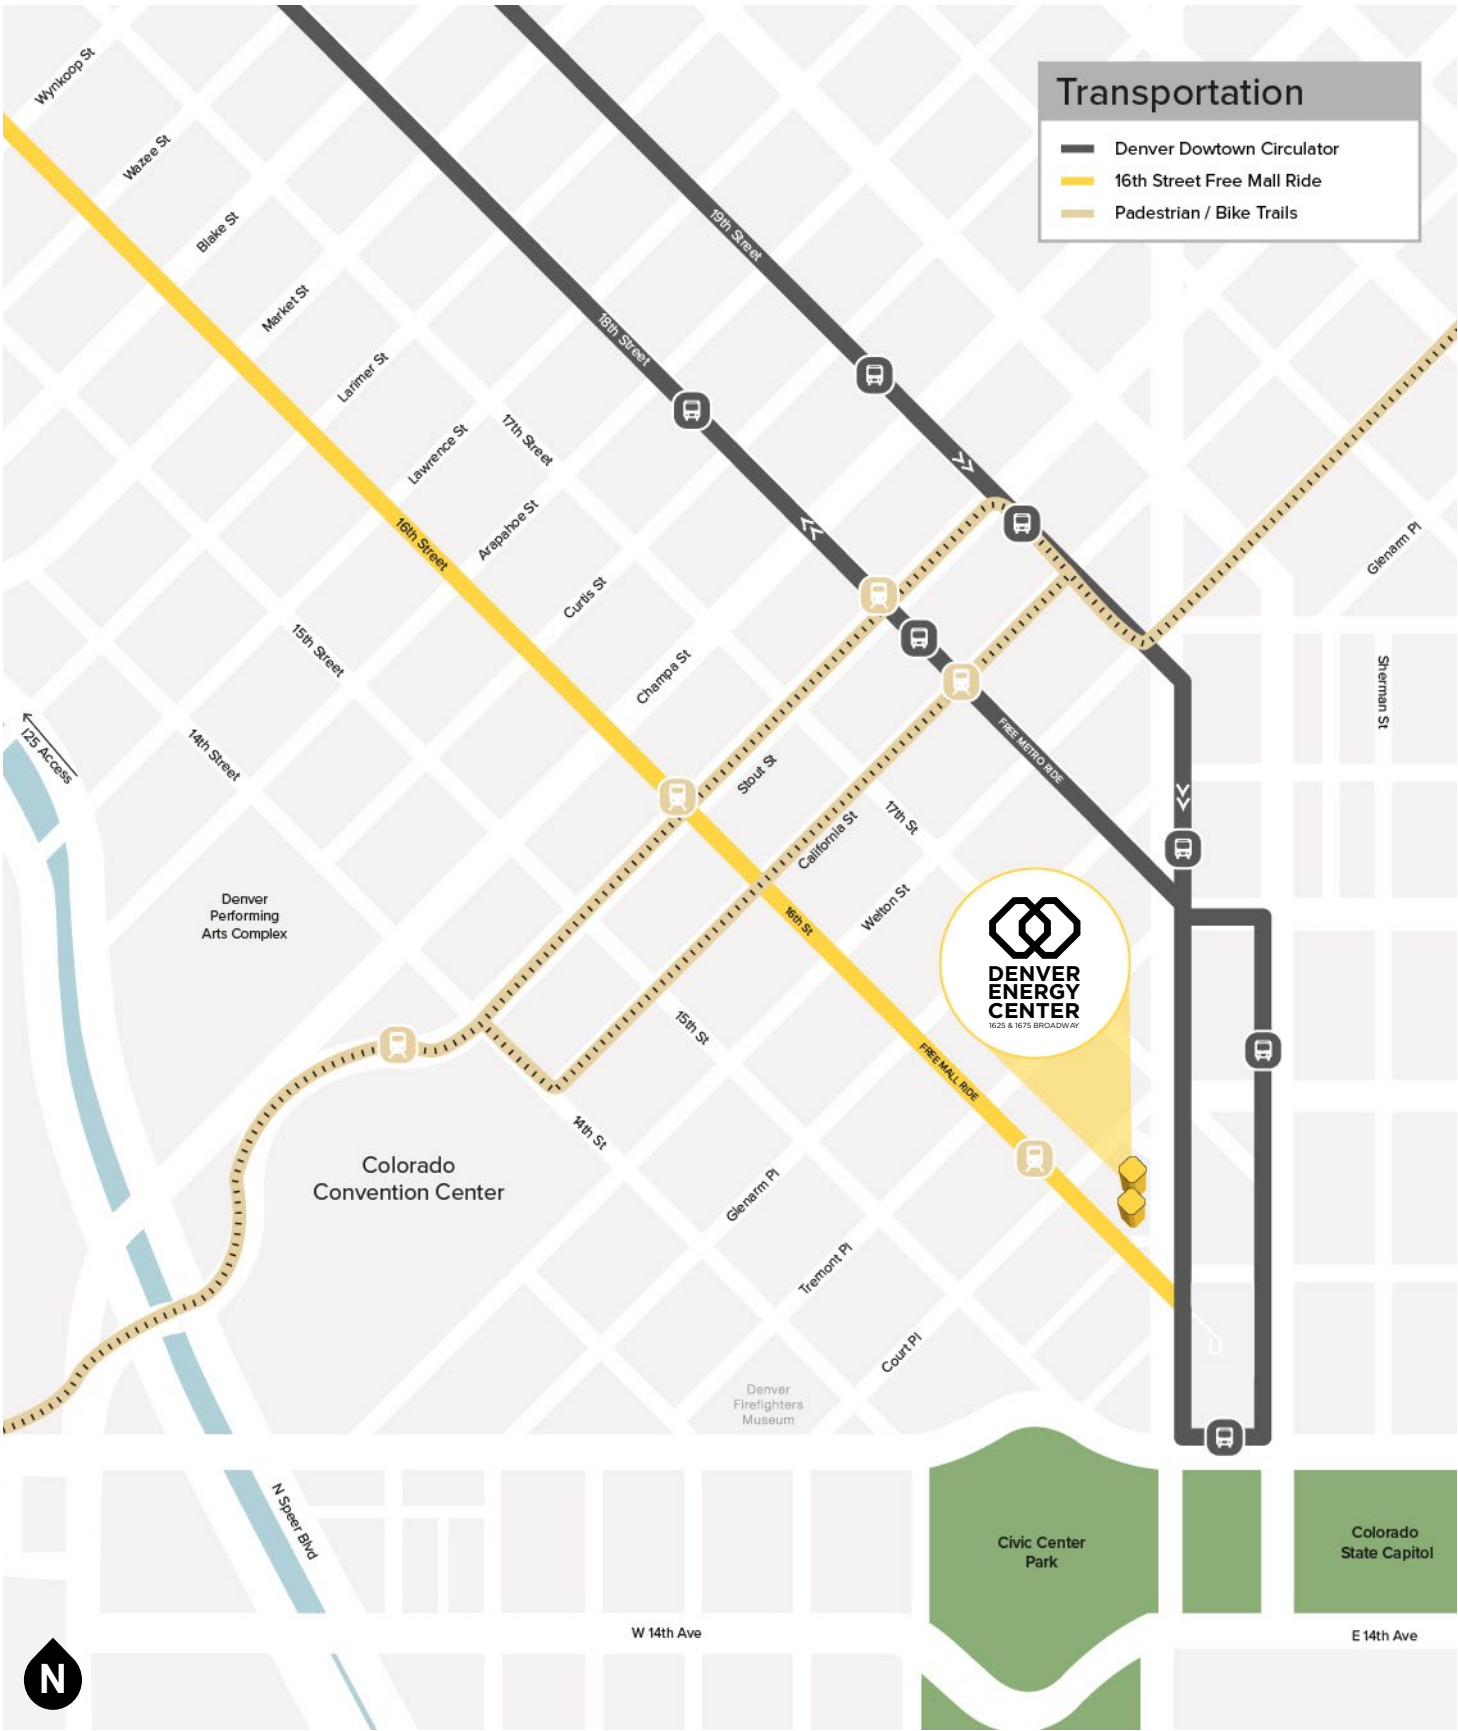 Transportation
Denver Dowtown Circulator
16th Street Free Mall Ride
Padestrian / Bike Trails
Wynkoop St
Wazee St
Blake St
Market St
Larimer St
Lawrence St
Arapahoe St
Curtis St
Champa St
19th Street
18th Street
17th Street
16th Street
15th Street
14th Street
I25 Access
Glenarm Pl
Sherman St
FREE METRO RIDE
Stout St
California St
17th St
Welton St
16th St
Denver
Performing
Arts Complex
DENVER
ENERGY
CENTER
1625 & 1675 BROADWAY
15th St
FREE MALL RIDE
14th St
Colorado
Convention Center
Glenarm Pl
Tremont Pl
Court Pl
Denver
Firefighters
Museum
N Speer Blvd
Civic Center
Park
Colorado
State Capitol
W 14th Ave
E 14th Ave
N